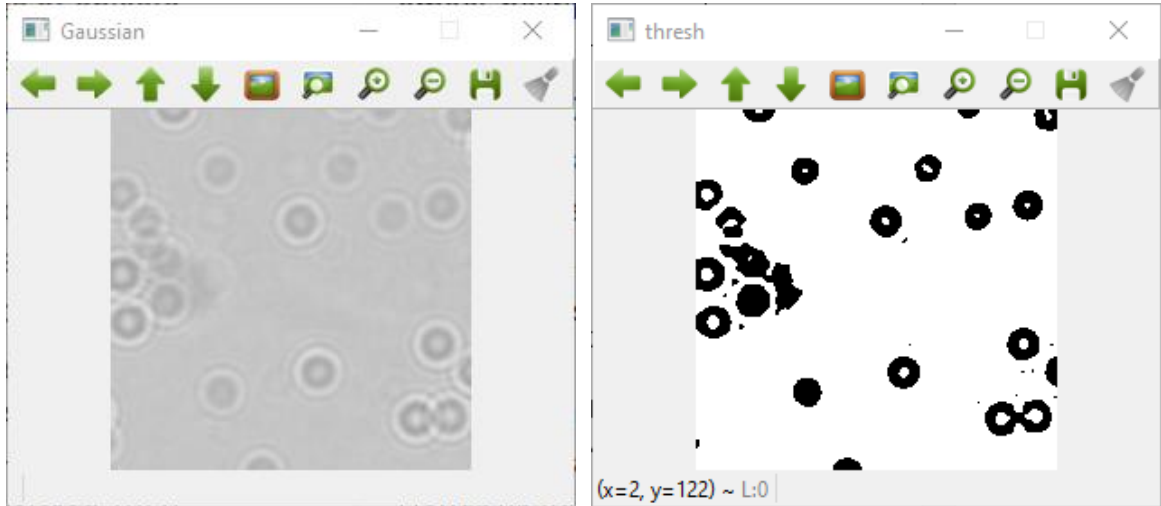 Gaussian
thresh
(x=2, y=122) ~ L:0